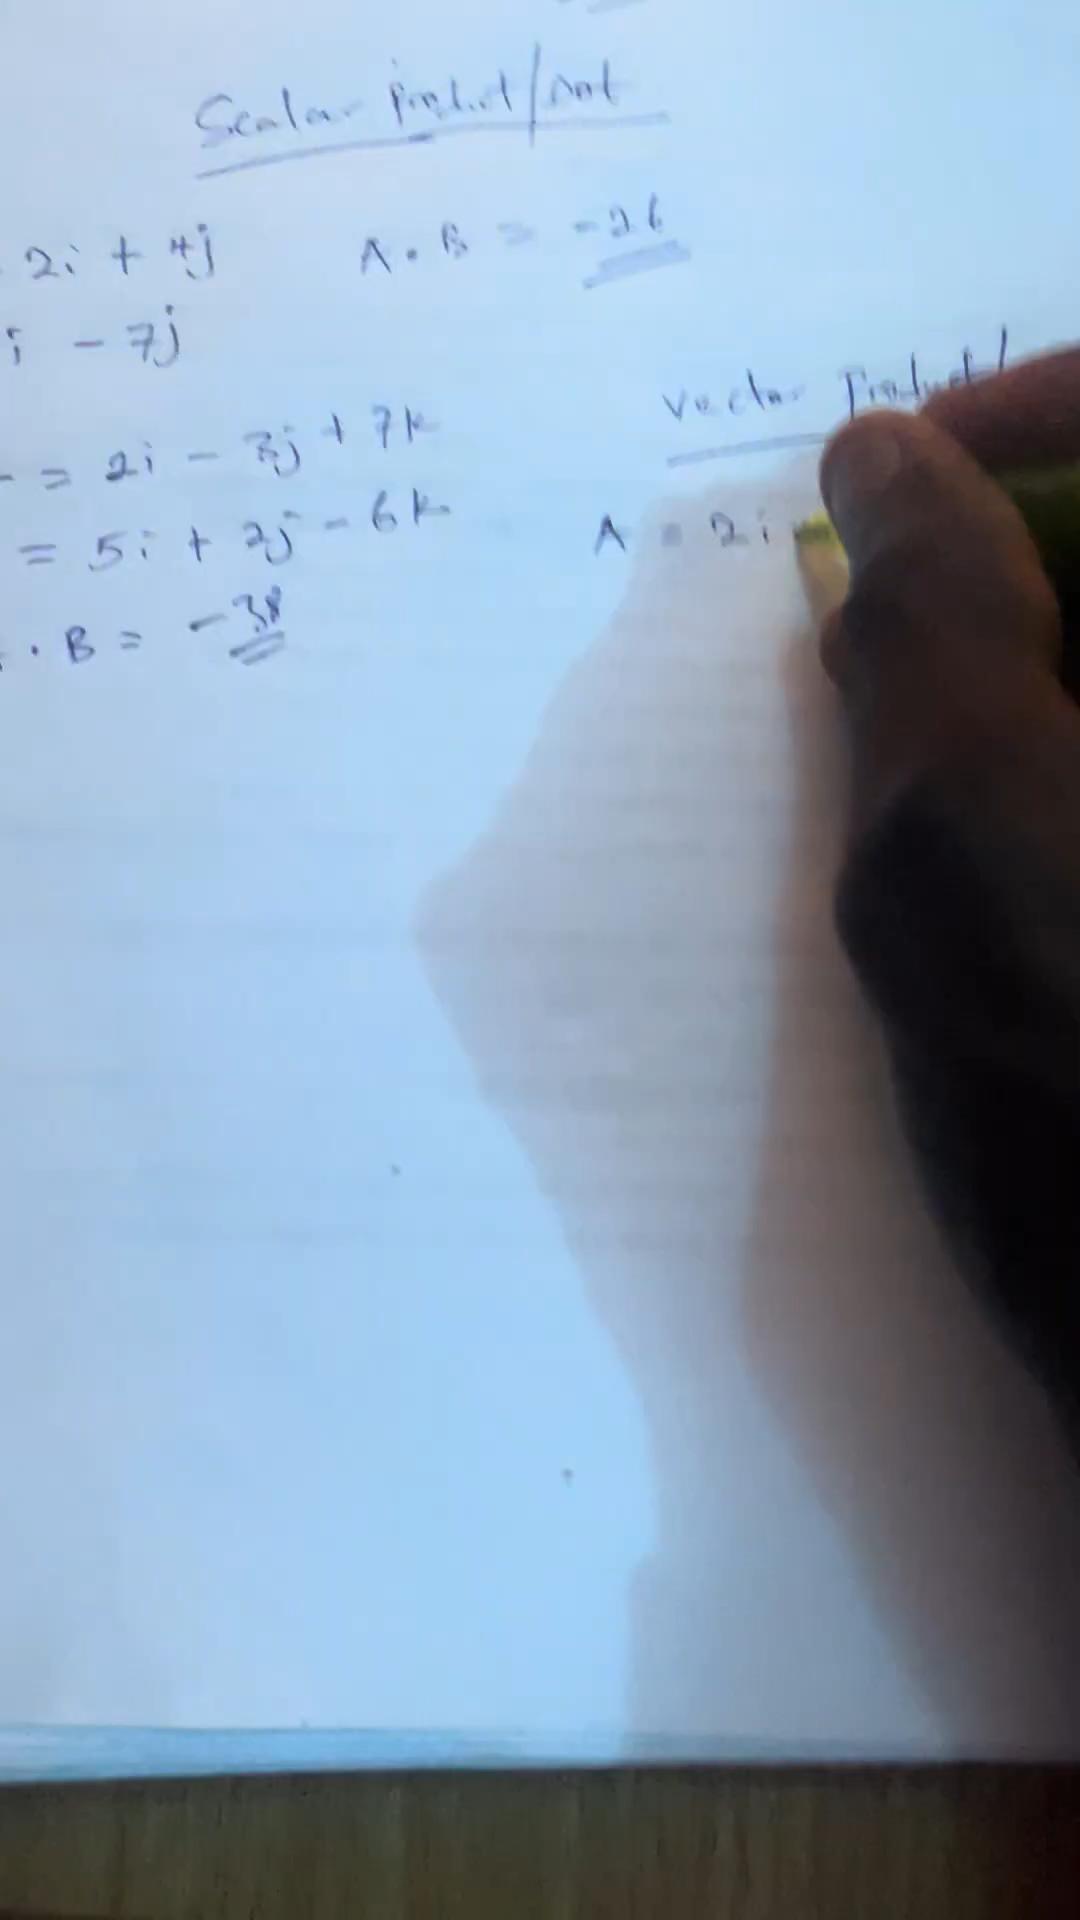 Scalar Product/Dot
2i + 4j
A . B = -26
i - 7j
= 2i - 3j + 7k
= 5i + 2j - 6k
. B = -38
Vector Product/
A = 2i